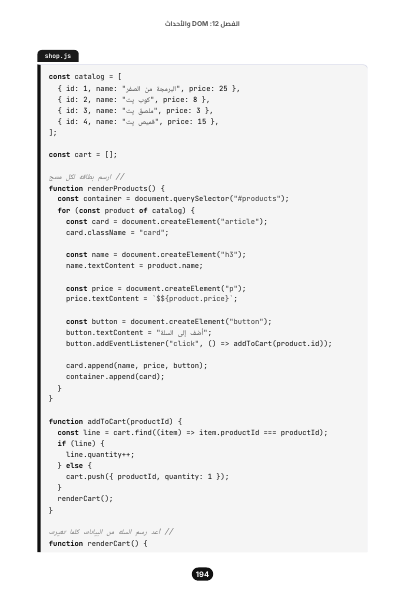 الفصل 12: DOM والأحداث
shop.js
const catalog = [
  { id: 1, name: "البرمجة من الصفر", price: 25 },
  { id: 2, name: "كوب بت", price: 8 },
  { id: 3, name: "ملصق بت", price: 3 },
  { id: 4, name: "قميص بت", price: 15 },
];
const cart = [];
// ارسم بطاقة لكل منتج
function renderProducts() {
  const container = document.querySelector("#products");
  for (const product of catalog) {
    const card = document.createElement("article");
    card.className = "card";
    const name = document.createElement("h3");
    name.textContent = product.name;
    const price = document.createElement("p");
    price.textContent = `$${product.price}`;
    const button = document.createElement("button");
    button.textContent = "أضف إلى السلة";
    button.addEventListener("click", () => addToCart(product.id));
    card.append(name, price, button);
    container.append(card);
  }
}
function addToCart(productId) {
  const line = cart.find((item) => item.productId === productId);
  if (line) {
    line.quantity++;
  } else {
    cart.push({ productId, quantity: 1 });
  }
  renderCart();
}
// أعد رسم السلة من البيانات كلما تغيرت
function renderCart() {
194